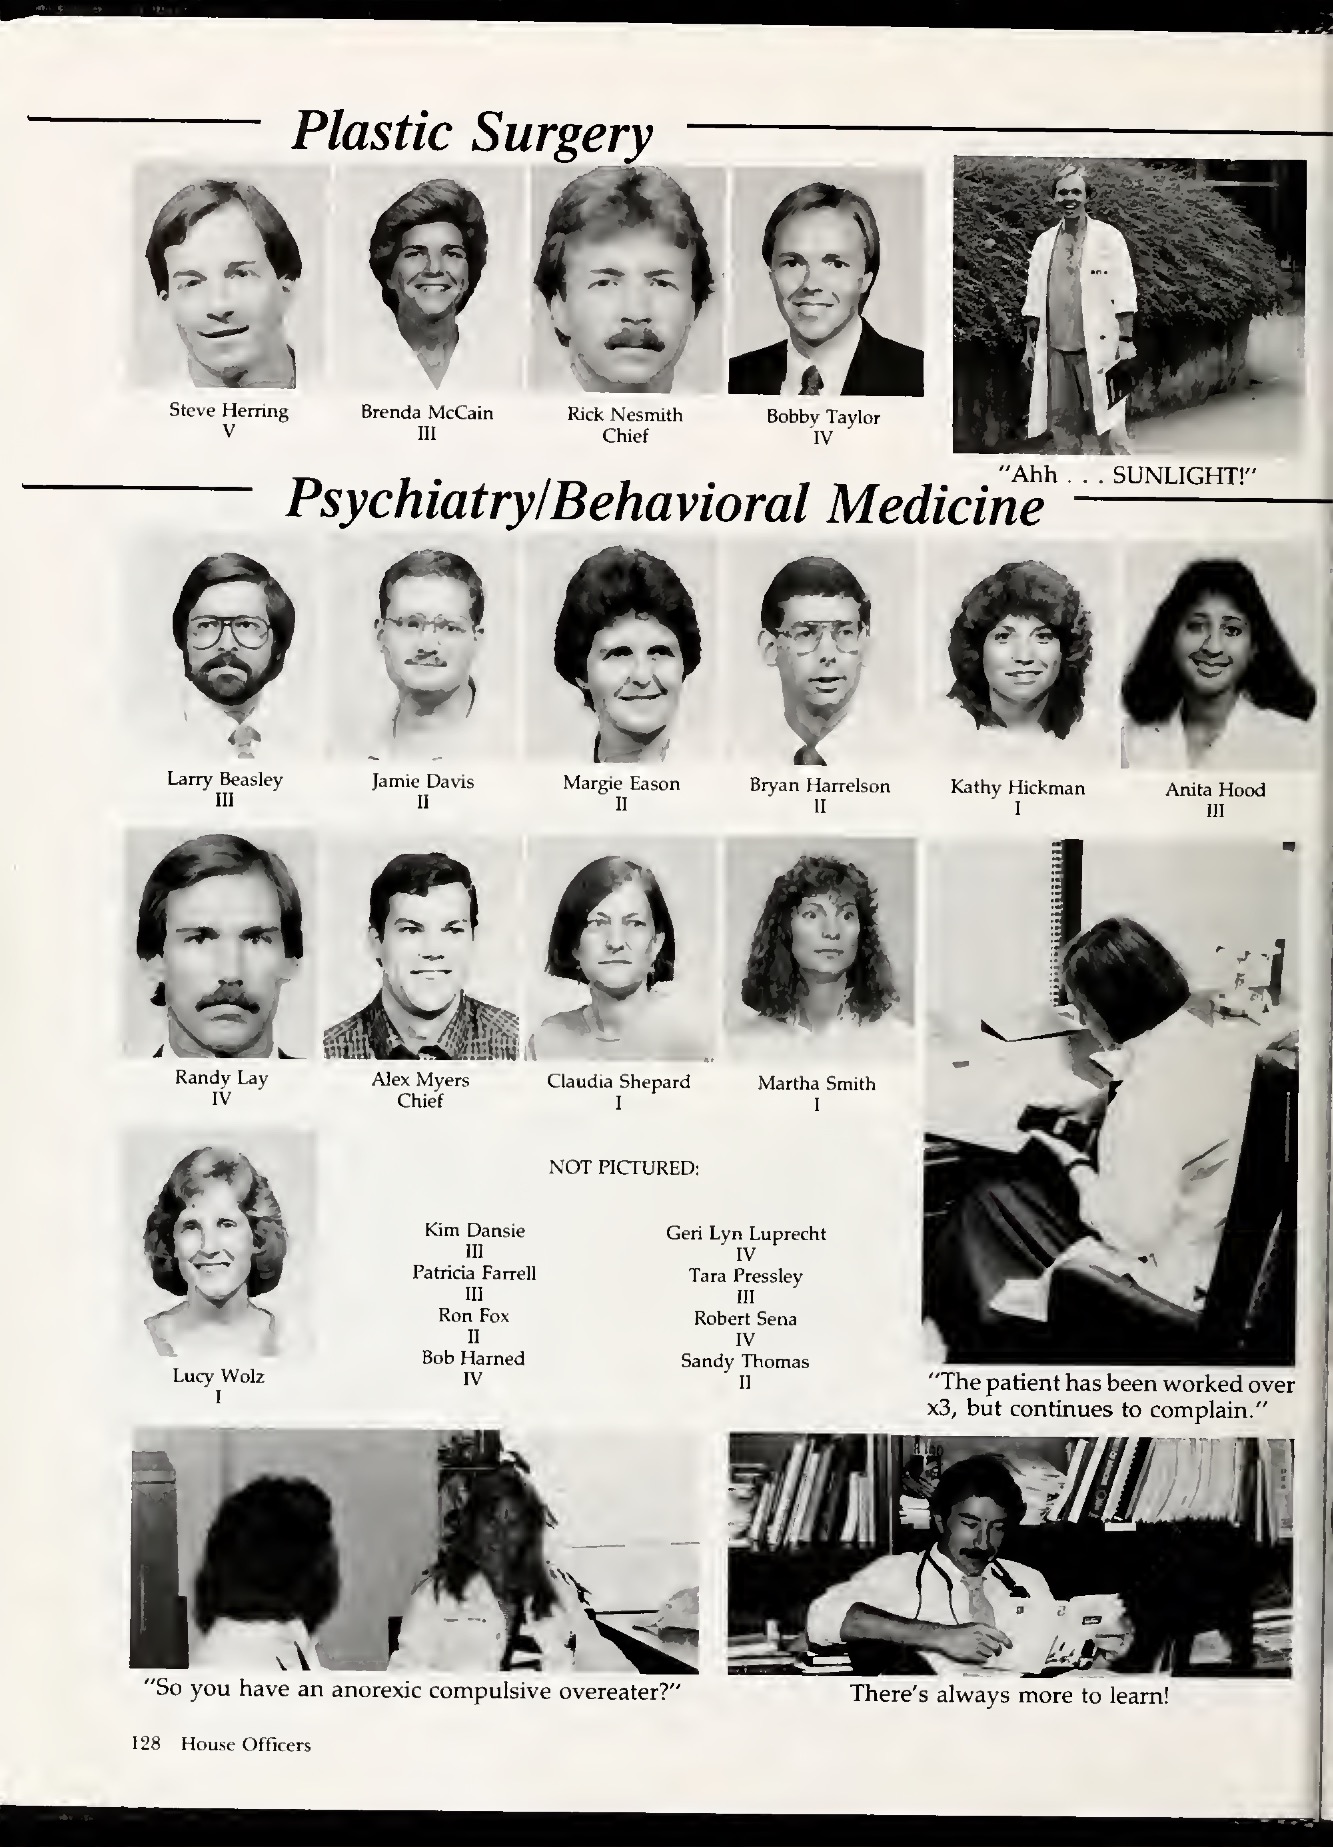 Plastic Surgery
Steve Herring
V
Brenda McCain
III
Rick Nesmith
Chief
Bobby Taylor
IV
"Ahh . . . SUNLIGHT!"
Psychiatry/Behavioral Medicine
Larry Beasley
III
Jamie Davis
II
Margie Eason
II
Bryan Harrelson
II
Kathy Hickman
I
Anita Hood
III
Randy Lay
IV
Alex Myers
Chief
Claudia Shepard
I
Martha Smith
I
Lucy Wolz
I
NOT PICTURED:
Kim Dansie
III
Patricia Farrell
III
Ron Fox
II
Bob Harned
IV
Geri Lyn Luprecht
IV
Tara Pressley
III
Robert Sena
IV
Sandy Thomas
II
"The patient has been worked over
x3, but continues to complain."
"So you have an anorexic compulsive overeater?"
There's always more to learn!
128 House Officers